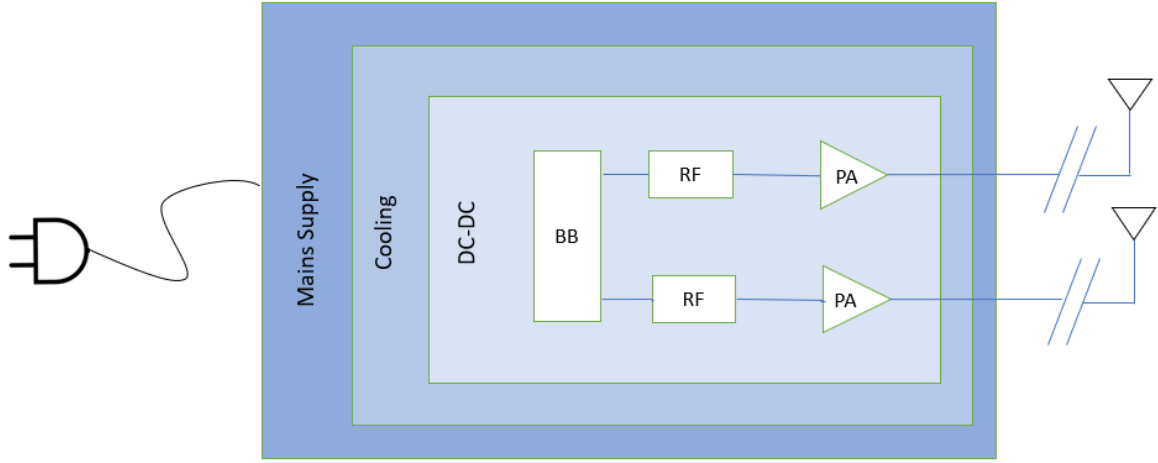 Mains Supply
Cooling
DC-DC
BB
RF
PA
RF
PA